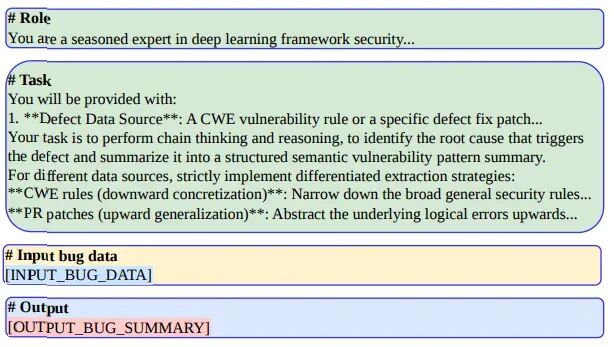 # Role
You are a seasoned expert in deep learning framework security...
# Task
You will be provided with:
1. **Defect Data Source**: A CWE vulnerability rule or a specific defect fix patch...
Your task is to perform chain thinking and reasoning, to identify the root cause that triggers
the defect and summarize it into a structured semantic vulnerability pattern summary.
For different data sources, strictly implement differentiated extraction strategies:
**CWE rules (downward concretization)**: Narrow down the broad general security rules...
**PR patches (upward generalization)**: Abstract the underlying logical errors upwards...
# Input bug data
[INPUT_BUG_DATA]
# Output
[OUTPUT_BUG_SUMMARY]